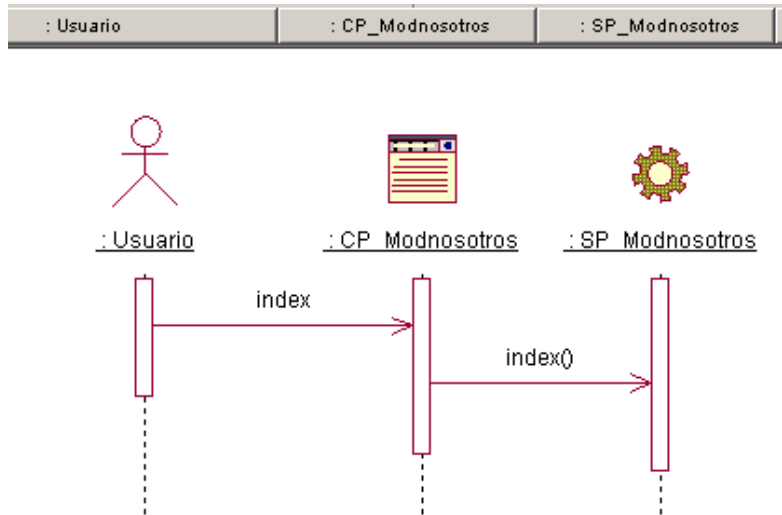 : Usuario
: CP_Modnosotros
: SP_Modnosotros
: Usuario
: CP_Modnosotros
: SP_Modnosotros
index
index()